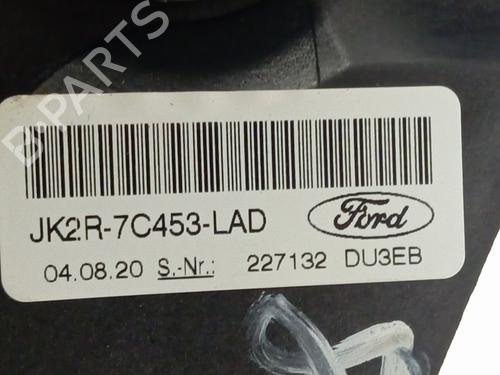 B-PARTS
JK2R-7C453-LAD
Ford
04.08.20 S.-Nr.: 227132 DU3EB